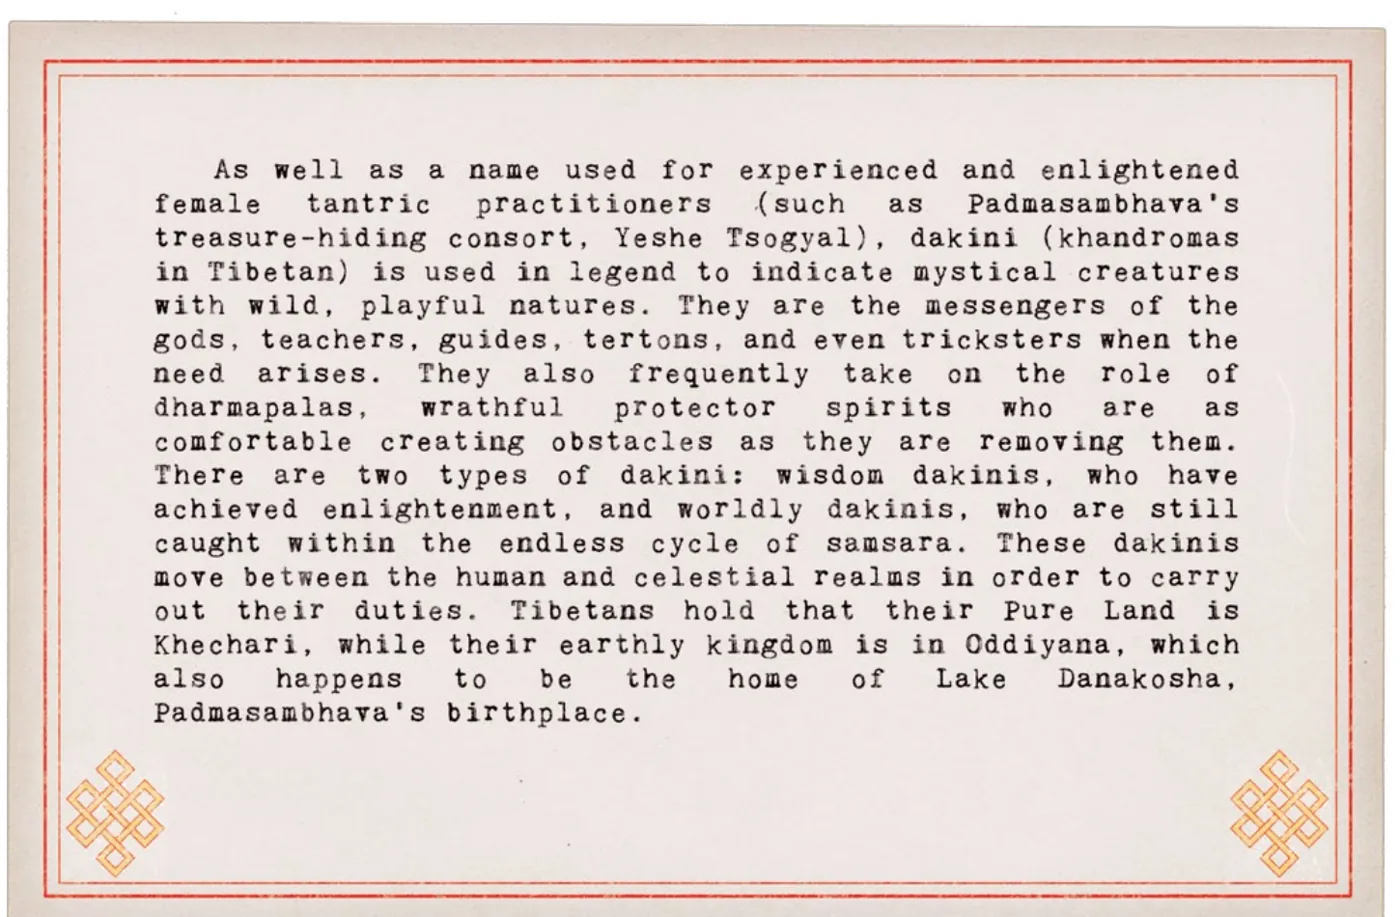 As well as a name used for experienced and enlightened
female tantric practitioners (such as Padmasambhava's
treasure-hiding consort, Yeshe Tsogyal), dakini (khandromas
in Tibetan) is used in legend to indicate mystical creatures
with wild, playful natures. They are the messengers of the
gods, teachers, guides, tertons, and even tricksters when the
need arises. They also frequently take on the role of
dharmapalas, wrathful protector spirits who are as
comfortable creating obstacles as they are removing them.
There are two types of dakini: wisdom dakinis, who have
achieved enlightenment, and worldly dakinis, who are still
caught within the endless cycle of samsara. These dakinis
move between the human and celestial realms in order to carry
out their duties. Tibetans hold that their Pure Land is
Khechari, while their earthly kingdom is in Oddiyana, which
also happens to be the home of Lake Danakosha,
Padmasambhava's birthplace.